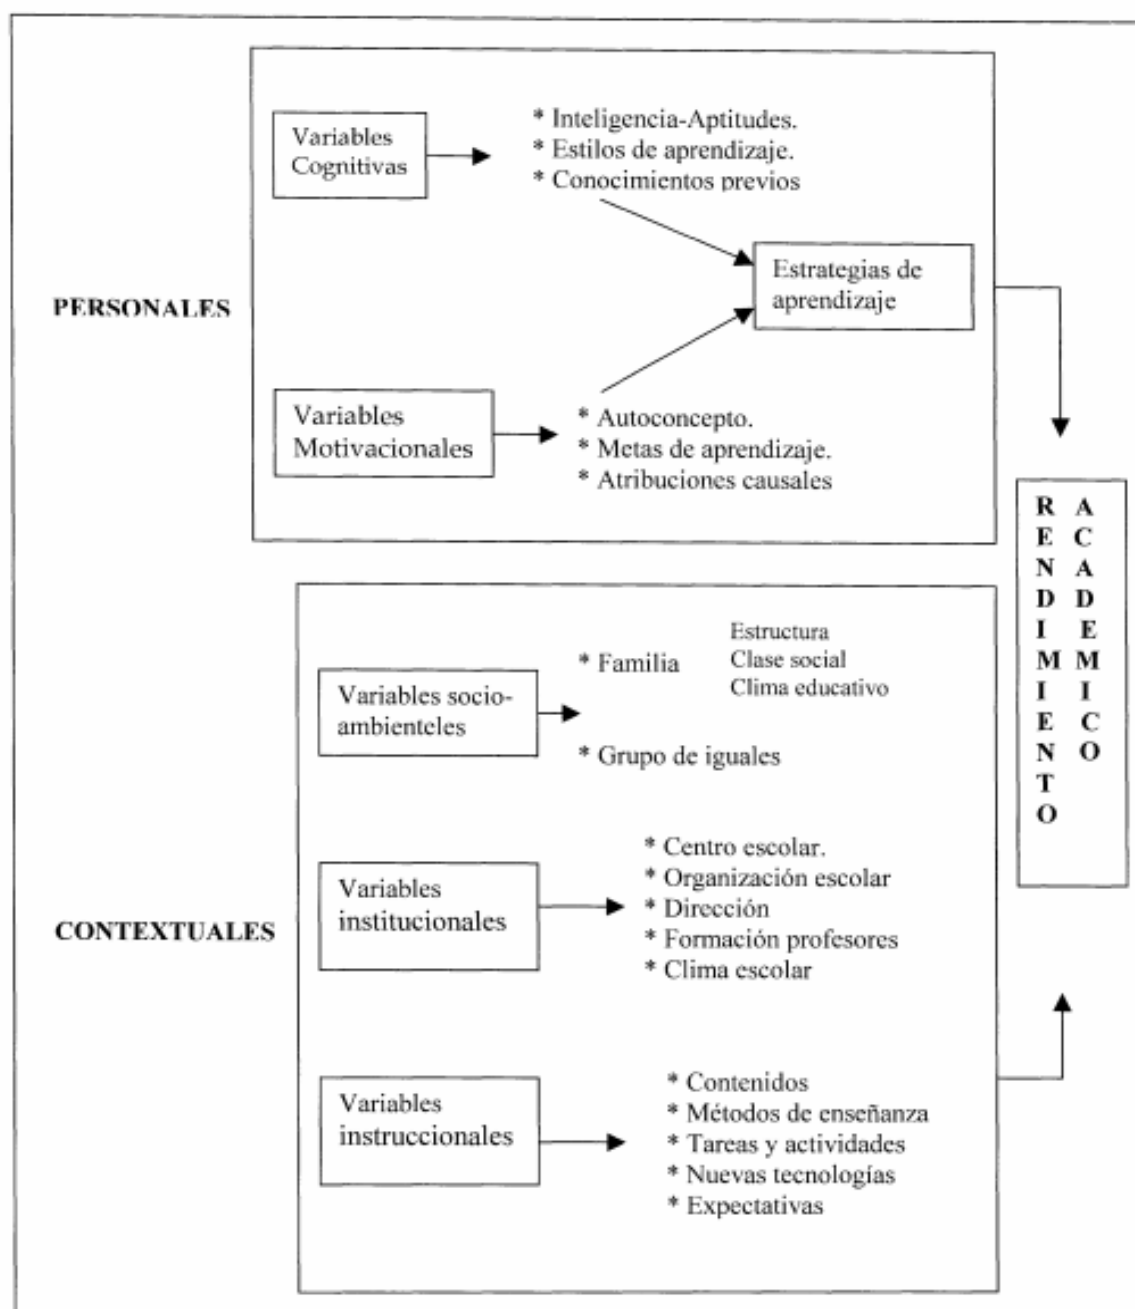 Variables
Cognitivas
* Inteligencia-Aptitudes.
* Estilos de aprendizaje.
* Conocimientos previos
PERSONALES
Estrategias de
aprendizaje
Variables
Motivacionales
* Autoconcepto.
* Metas de aprendizaje.
* Atribuciones causales
RENDIMIENTO
ACADEMICO
Variables socio-
ambienteles
* Familia
Estructura
Clase social
Clima educativo
* Grupo de iguales
CONTEXTUALES
Variables
institucionales
* Centro escolar.
* Organización escolar
* Dirección
* Formación profesores
* Clima escolar
Variables
instruccionales
* Contenidos
* Métodos de enseñanza
* Tareas y actividades
* Nuevas tecnologías
* Expectativas